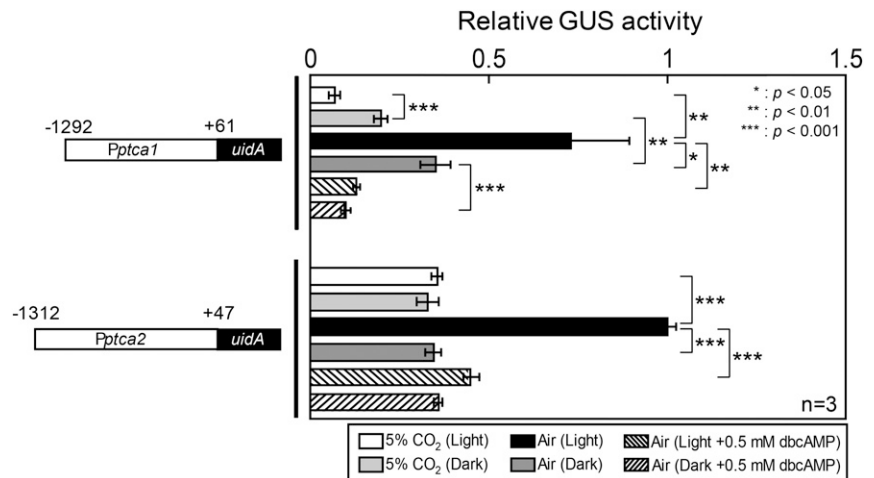 Relative GUS activity
0 0.5 1 1.5
* : p < 0.05
** : p < 0.01
*** : p < 0.001
***
**
**
*
**
***
-1292 +61
Pptca1 uidA
***
***
***
-1312 +47
Pptca2 uidA
n=3
5% CO2 (Light) Air (Light) Air (Light +0.5 mM dbcAMP)
5% CO2 (Dark) Air (Dark) Air (Dark +0.5 mM dbcAMP)